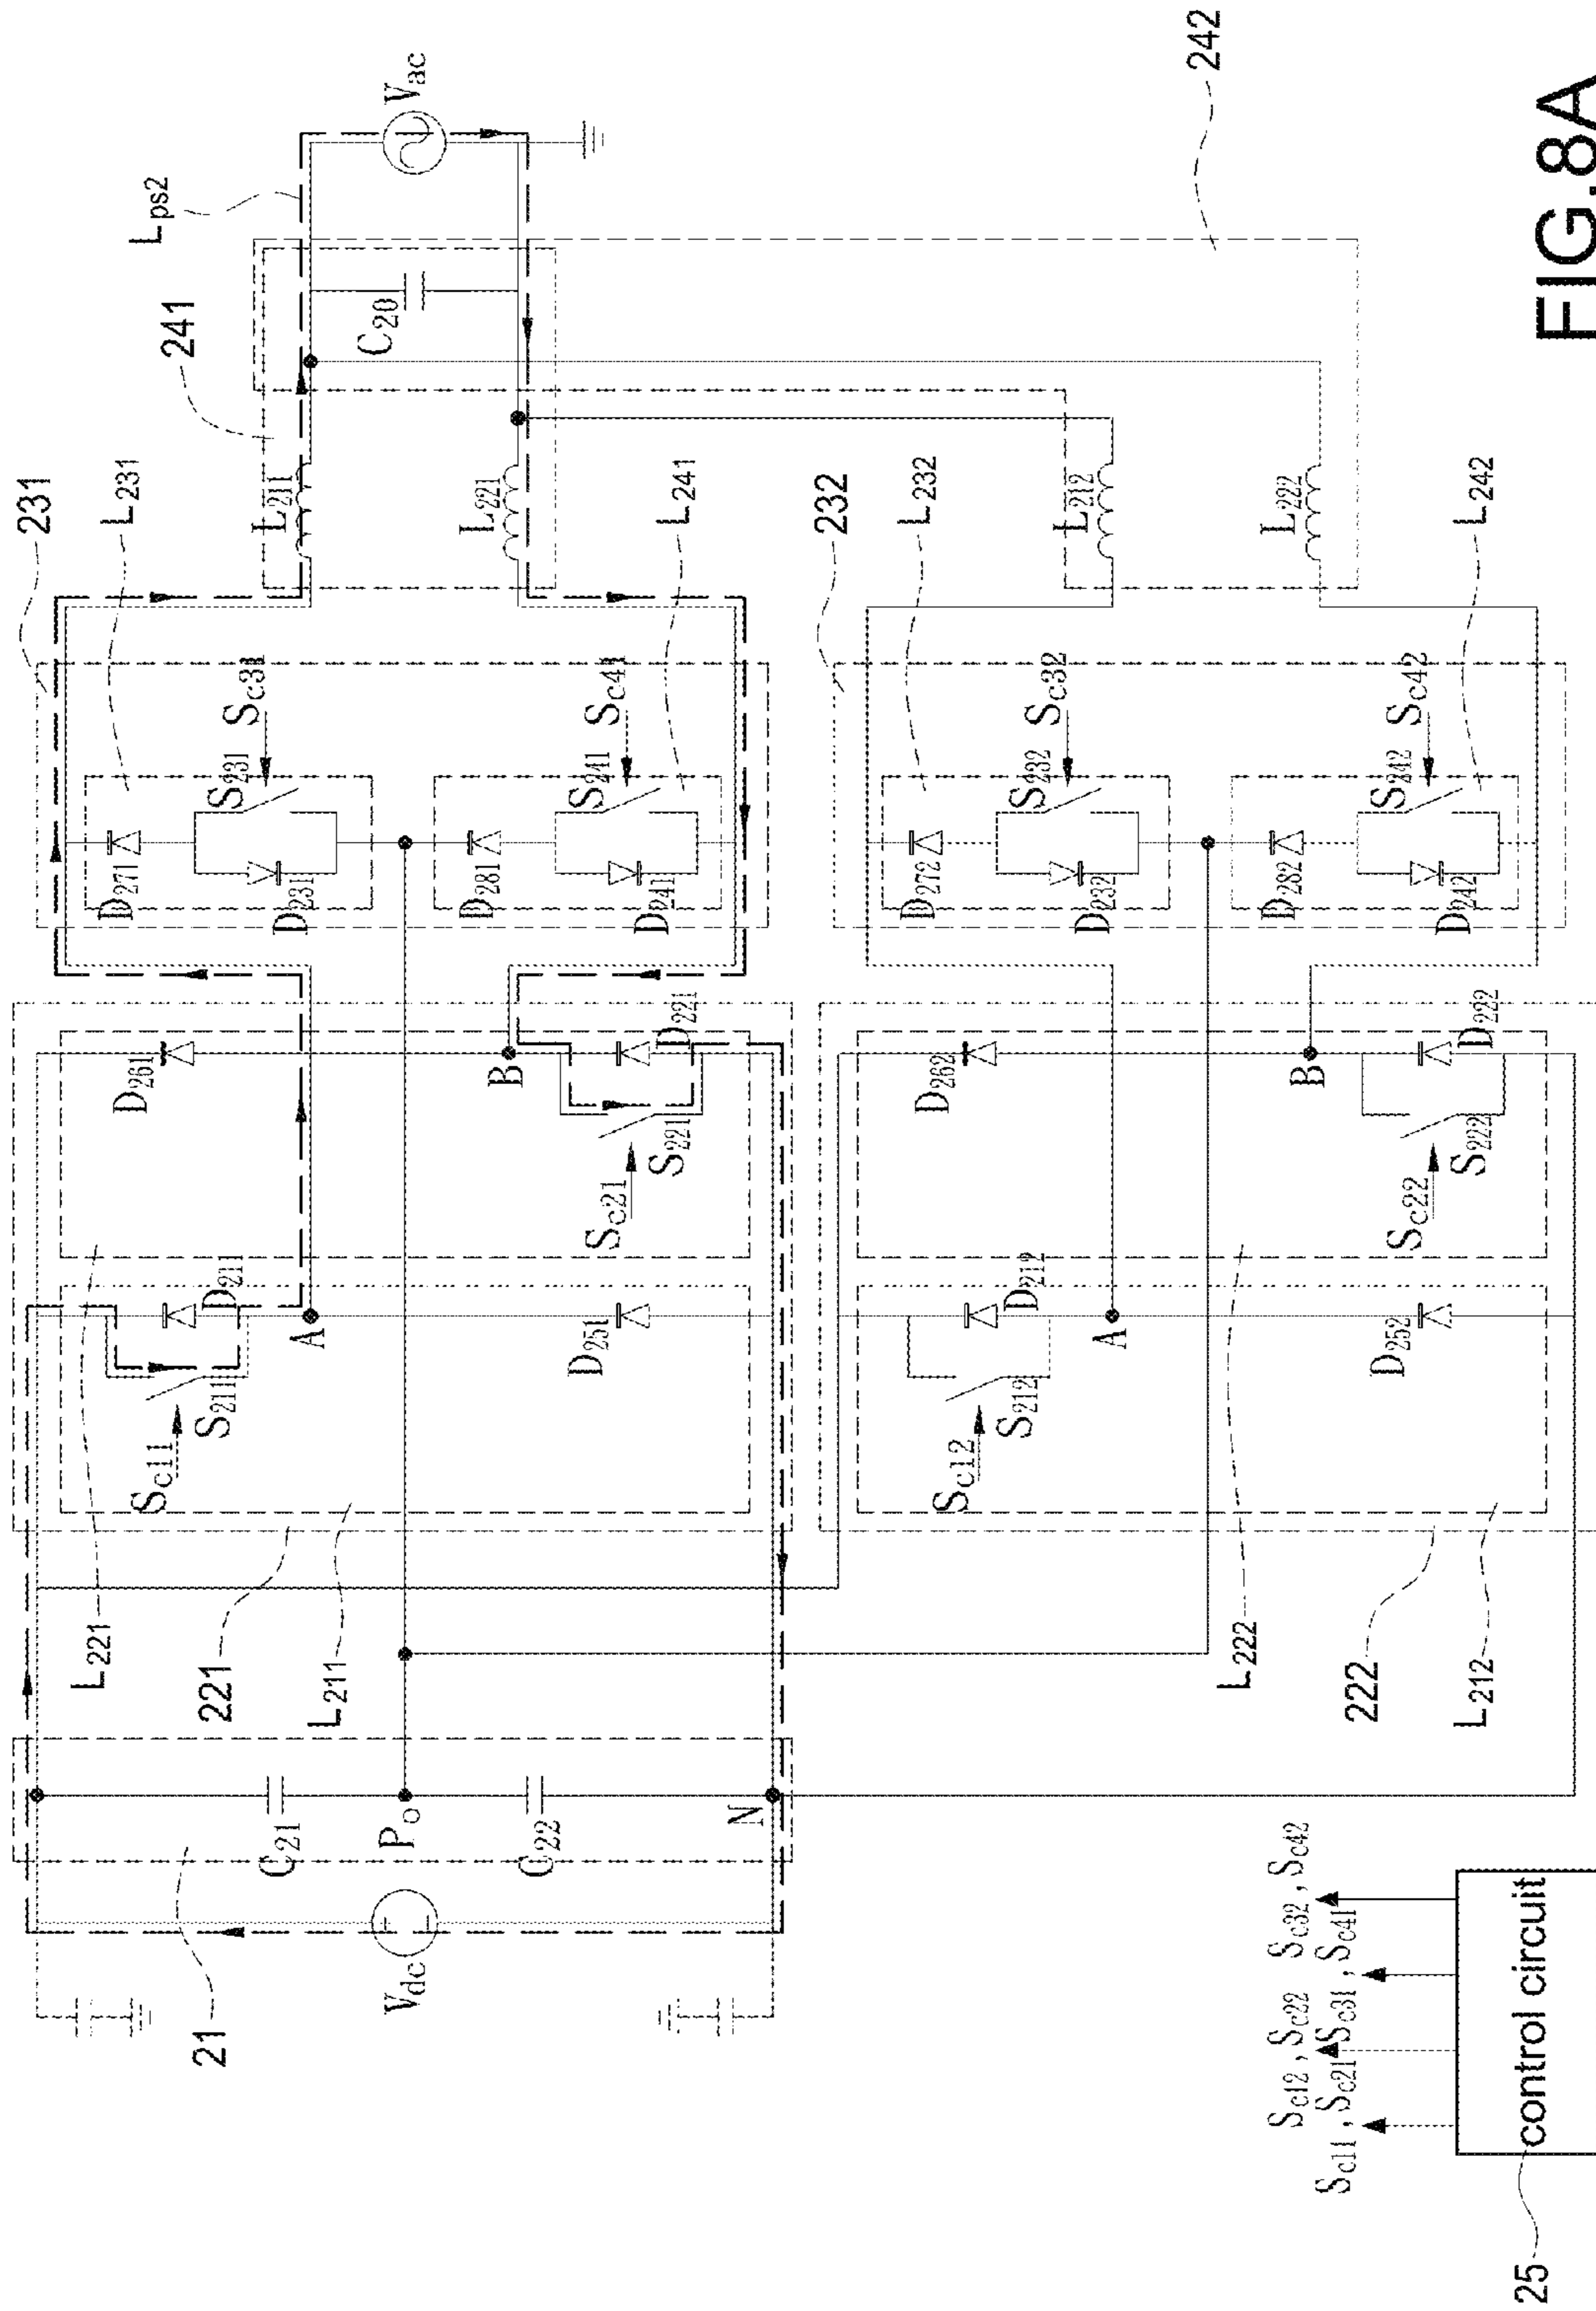 21
C21
Po
C22
N
Vdc
L221
221
L211
Sc11
S211
D211
A
D251
D261
B
Sc21
S221
D221
231
L231
D271
S231
Sc31
D231
D281
S241
Sc41
D241
L241
241
L211
L221
C20
Lps2
Vac
242
222
L222
L212
Sc12
S212
D212
A
D252
D262
B
Sc22
S222
D222
232
L232
D272
S232
Sc32
D232
D282
S242
Sc42
D242
L242
L212
L222
Sc12 , Sc22 Sc32 , Sc42
Sc11 , Sc21 Sc31 , Sc41
control circuit
25
FIG.8A